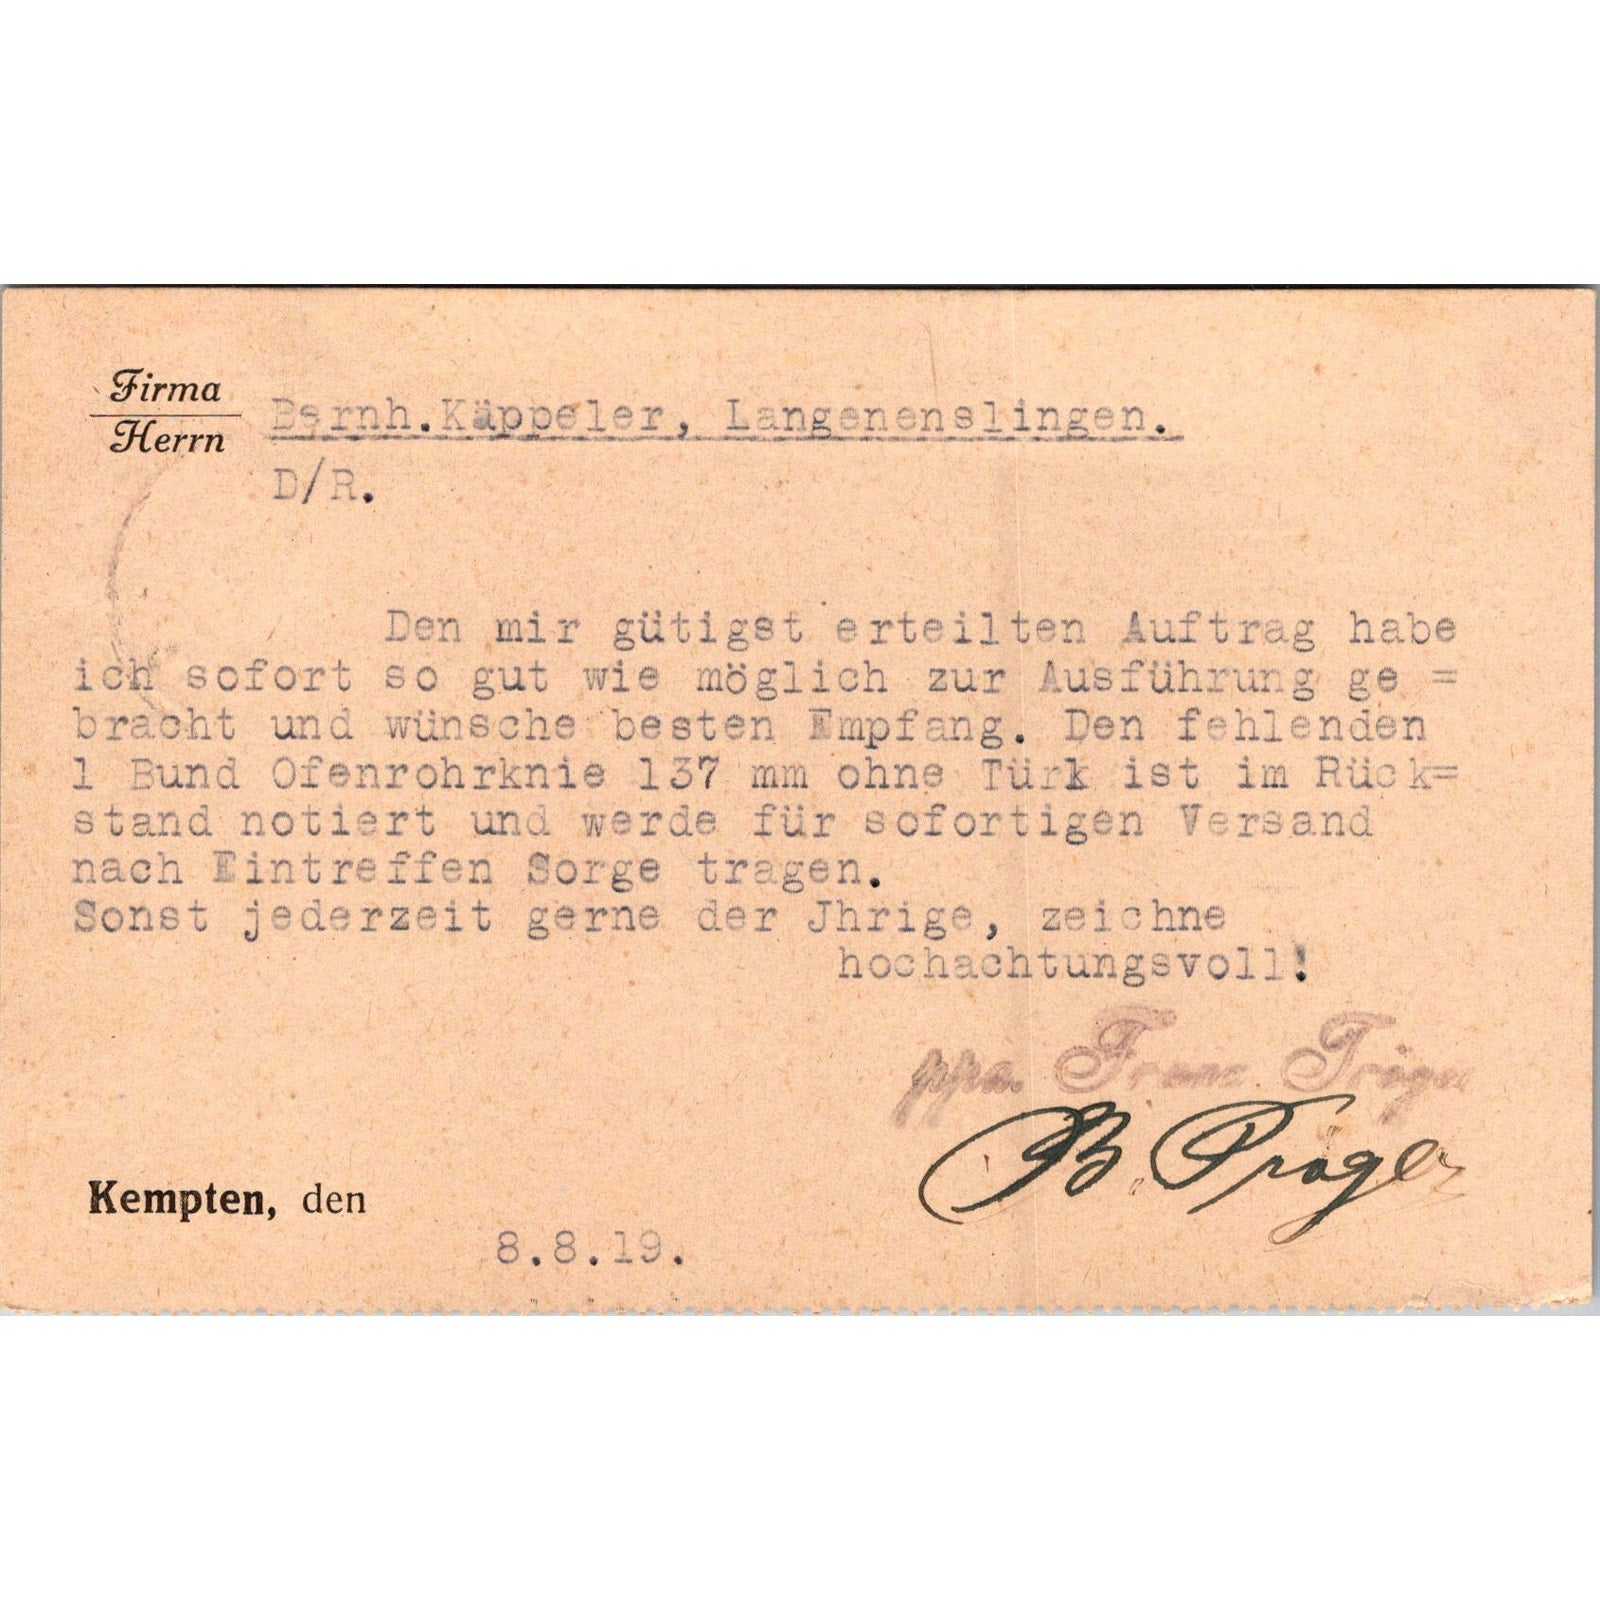 Firma
Herrn
Bernh.Käppeler, Langenenslingen.
D/R.
Den mir gütigst erteilten Auftrag habe
ich sofort so gut wie möglich zur Ausführung ge =
bracht und wünsche besten Empfang. Den fehlenden
1 Bund Ofenrohrknie 137 mm ohne Türk ist im Rück=
stand notiert und werde für sofortigen Versand
nach Eintreffen Sorge tragen.
Sonst jederzeit gerne der Jhrige, zeichne
hochachtungsvoll!
ppa. Franz Tröger
B. Tröger
Kempten, den
8.8.19.